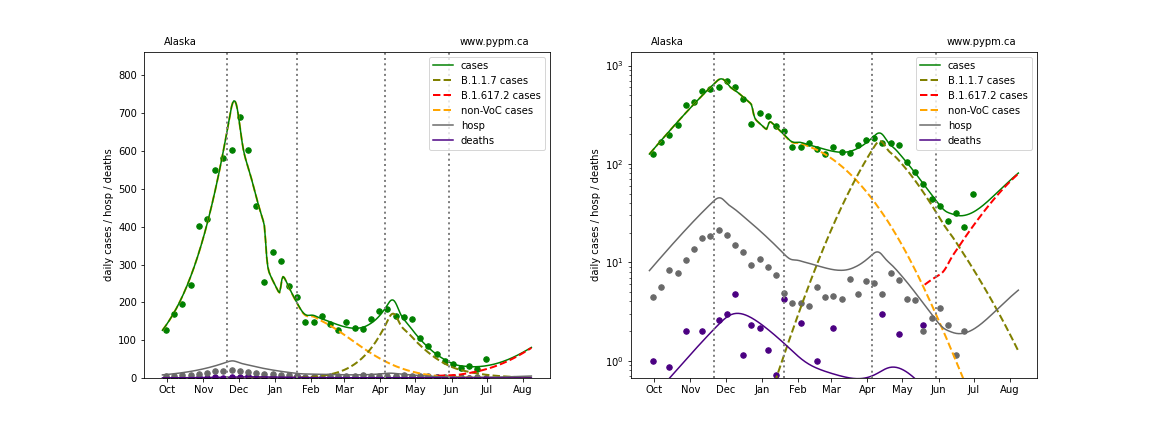 Alaska
www.pypm.ca
cases
B.1.1.7 cases
B.1.617.2 cases
non-VoC cases
hosp
deaths
daily cases / hosp / deaths
800
700
600
500
400
300
200
100
0
Oct Nov Dec Jan Feb Mar Apr May Jun Jul Aug
Alaska
www.pypm.ca
cases
B.1.1.7 cases
B.1.617.2 cases
non-VoC cases
hosp
deaths
daily cases / hosp / deaths
10³
10²
10¹
10⁰
Oct Nov Dec Jan Feb Mar Apr May Jun Jul Aug